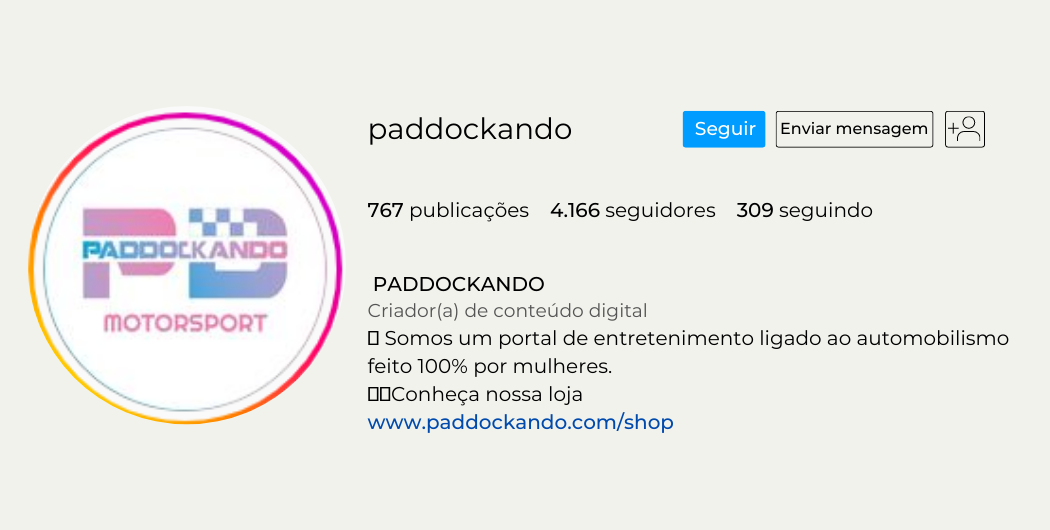 PD
PADDOCKANDO
MOTORSPORT
paddockando
Seguir
Enviar mensagem
767 publicações 4.166 seguidores 309 seguindo
PADDOCKANDO
Criador(a) de conteúdo digital
Somos um portal de entretenimento ligado ao automobilismo
feito 100% por mulheres.
Conheça nossa loja
www.paddockando.com/shop